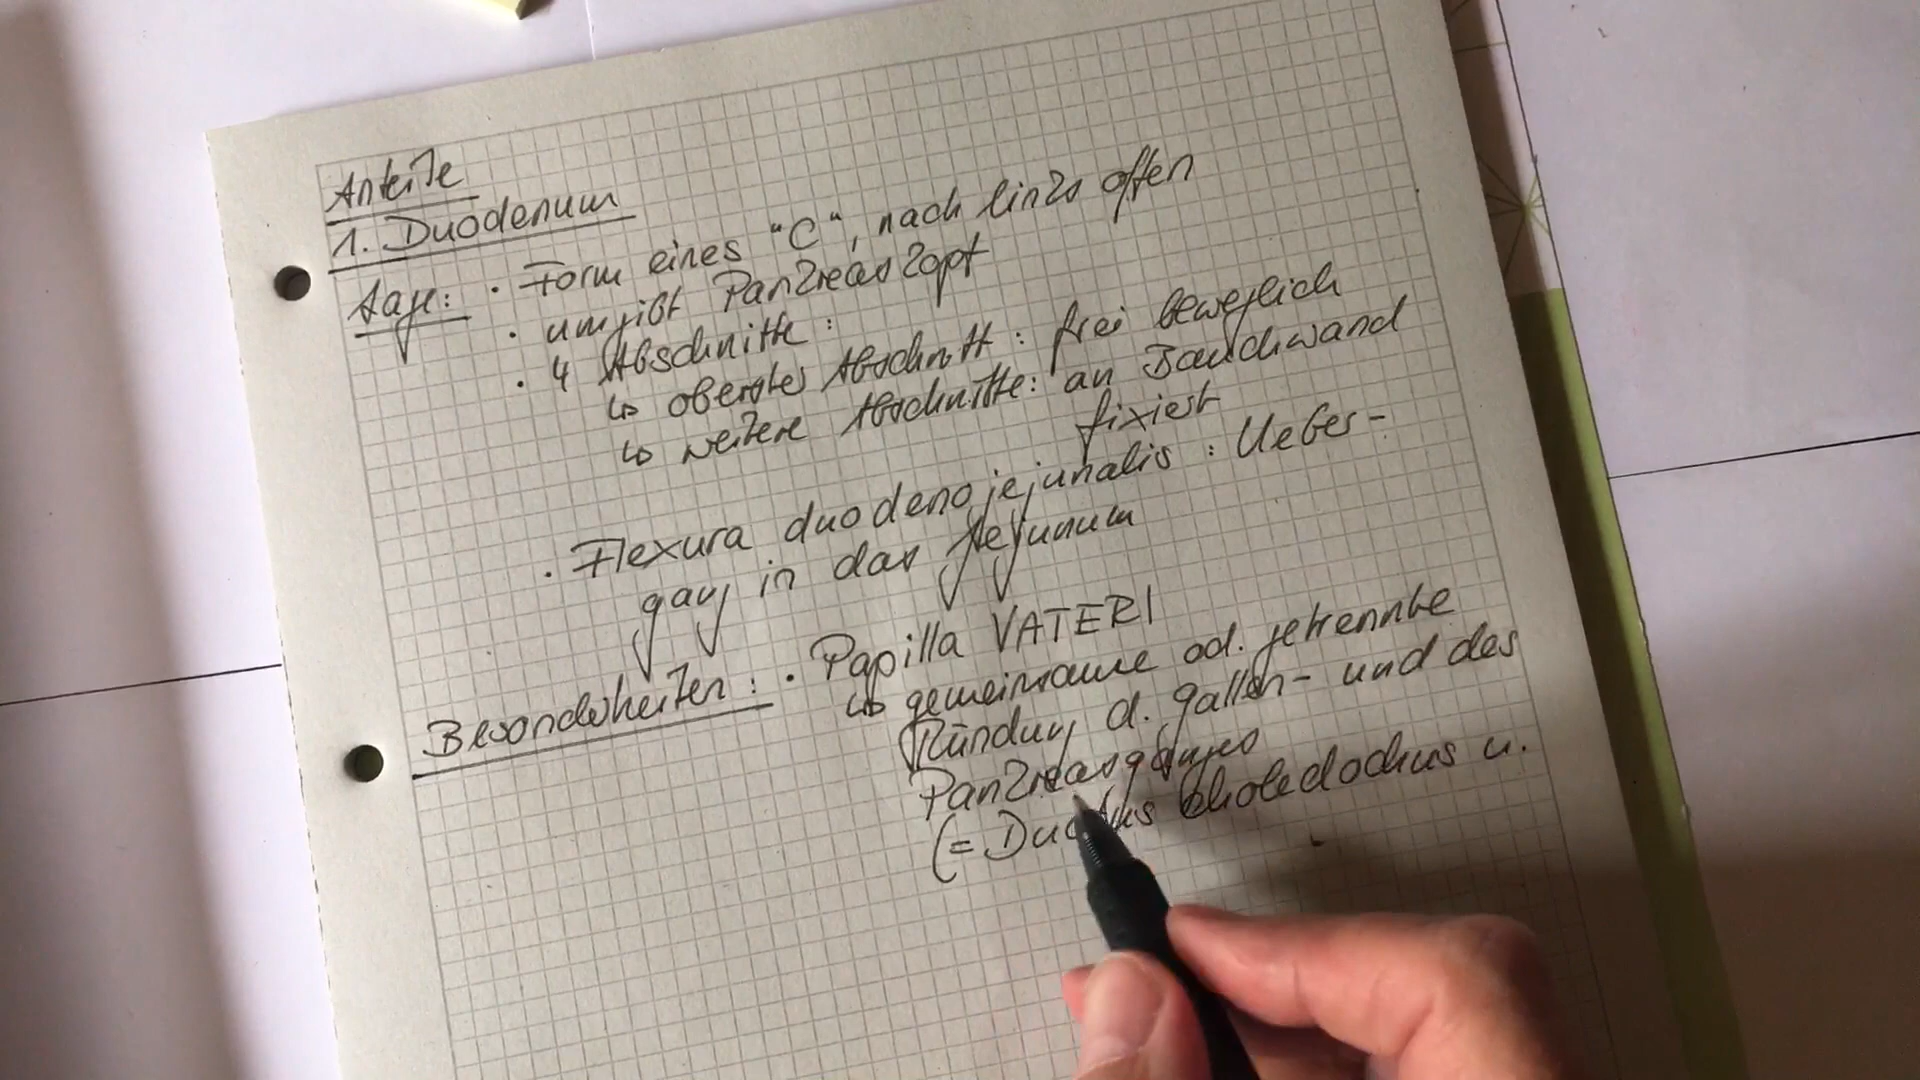 Anteile
1. Duodenum
Lage: · Form eines "C", nach links offen
· umgibt Pankreaskopf
· 4 Abschnitte:
↳ oberster Abschnitt: frei beweglich
↳ weitere Abschnitte: an Bauchwand
fixiert
· Flexura duodenojejunalis: Ueber-
gang in das Jejunum
Besonderheiten: · Papilla VATERI
↳ gemeinsame od. getrennte
Mündung d. Gallen- und des
Pankreasganges
(= Ductus choledochus u.